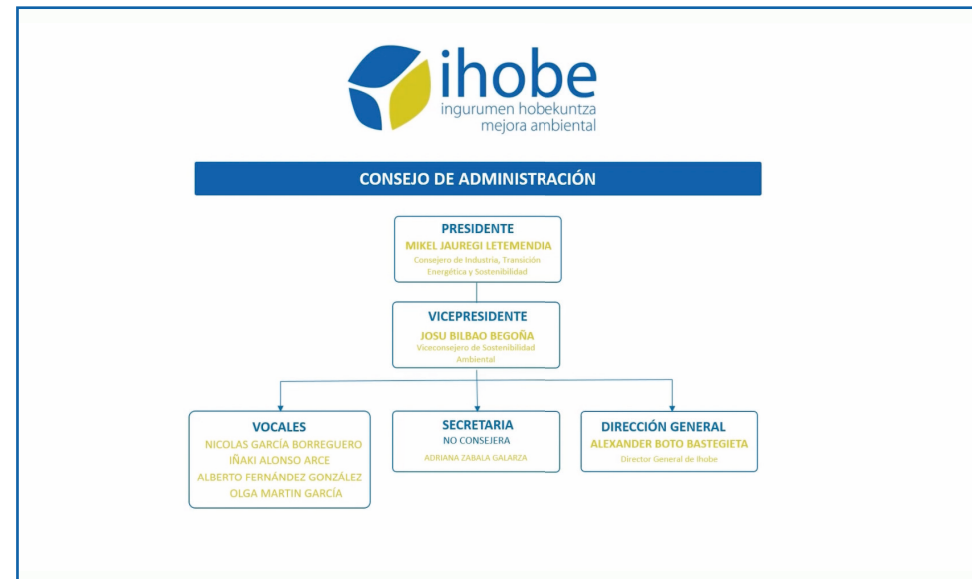 ihobe
ingurumen hobekuntza
mejora ambiental
CONSEJO DE ADMINISTRACIÓN
PRESIDENTE
MIKEL JAUREGI LETEMENDIA
Consejero de Industria, Transición
Energética y Sostenibilidad
VICEPRESIDENTE
JOSU BILBAO BEGOÑA
Viceconsejero de Sostenibilidad
Ambiental
VOCALES
NICOLAS GARCÍA BORREGUERO
IÑAKI ALONSO ARCE
ALBERTO FERNÁNDEZ GONZÁLEZ
OLGA MARTIN GARCÍA
SECRETARIA
NO CONSEJERA
ADRIANA ZABALA GALARZA
DIRECCIÓN GENERAL
ALEXANDER BOTO BASTEGIETA
Director General de Ihobe